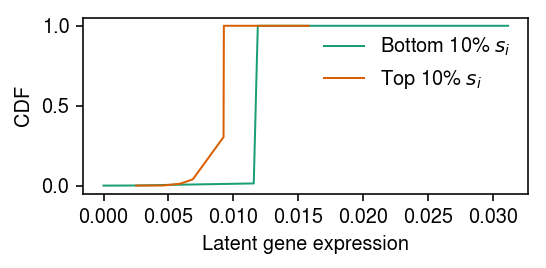 CDF
1.0
0.5
0.0
Bottom 10% s_i
Top 10% s_i
0.000 0.005 0.010 0.015 0.020 0.025 0.030
Latent gene expression